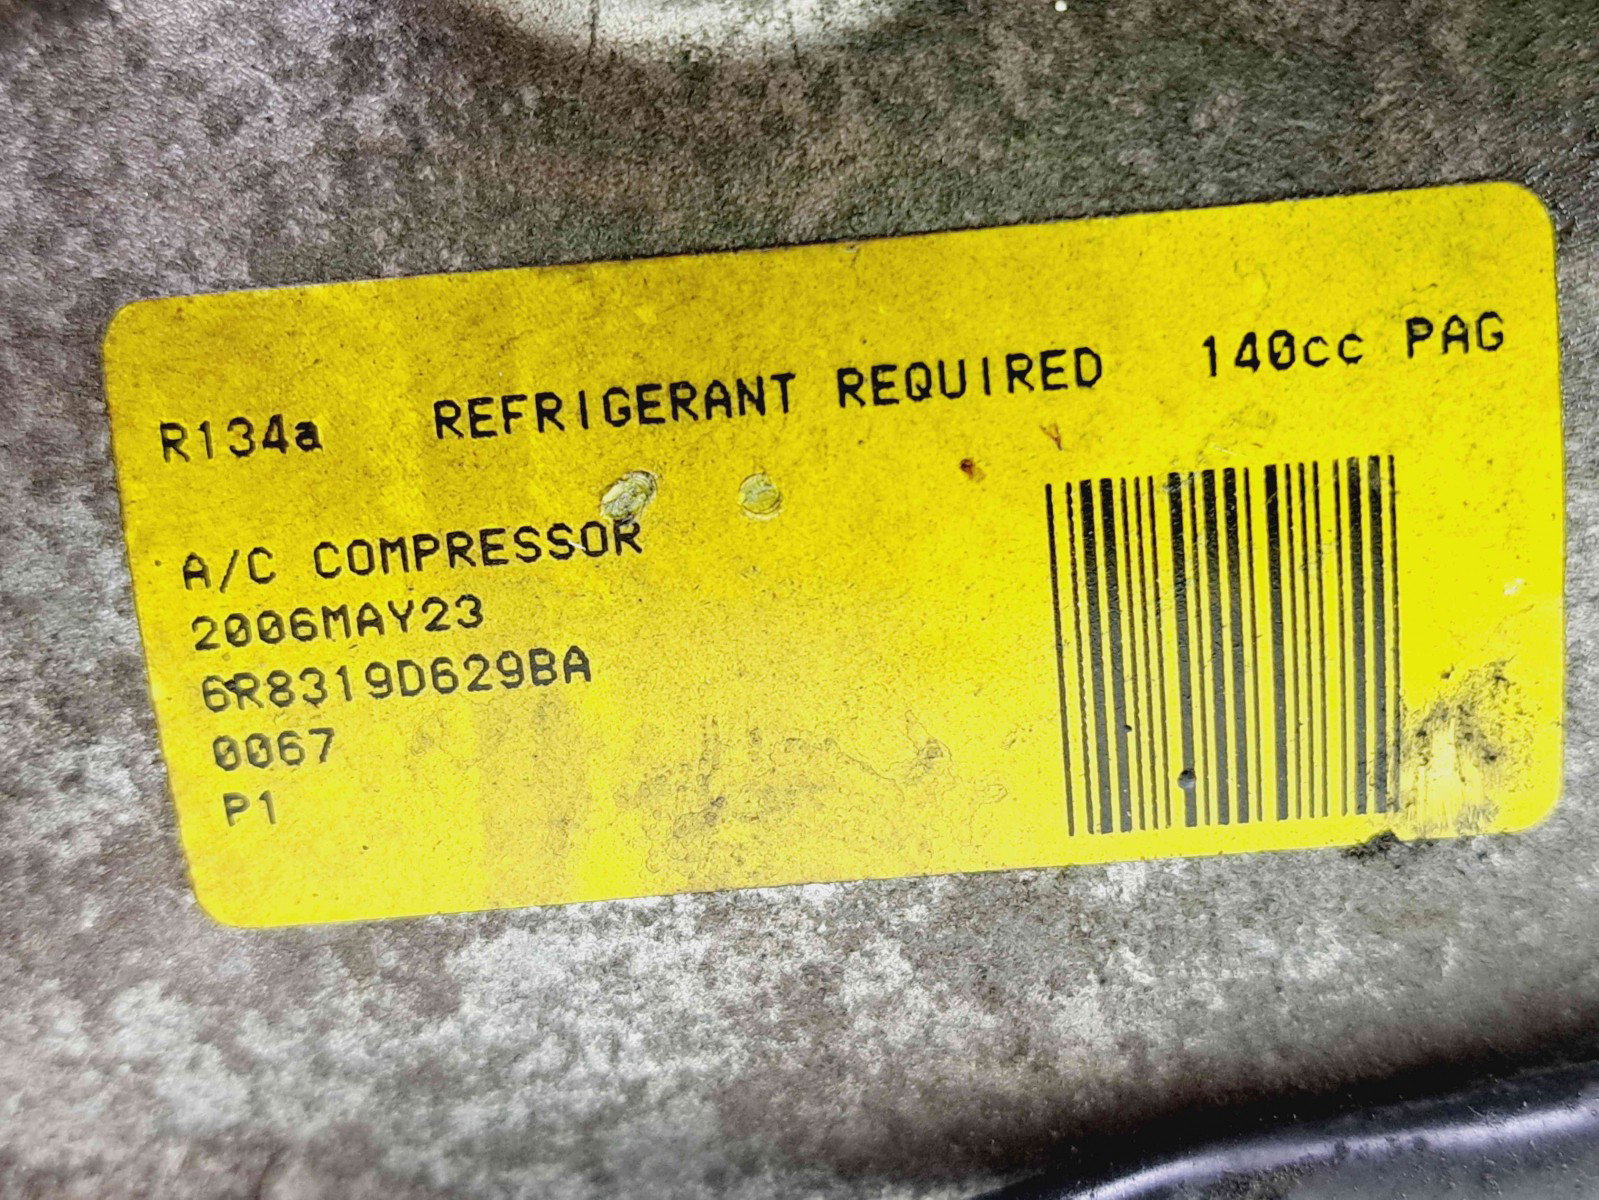 R134a REFRIGERANT REQUIRED 140cc PAG
A/C COMPRESSOR
2006MAY23
6R8319D629BA
0067
P1